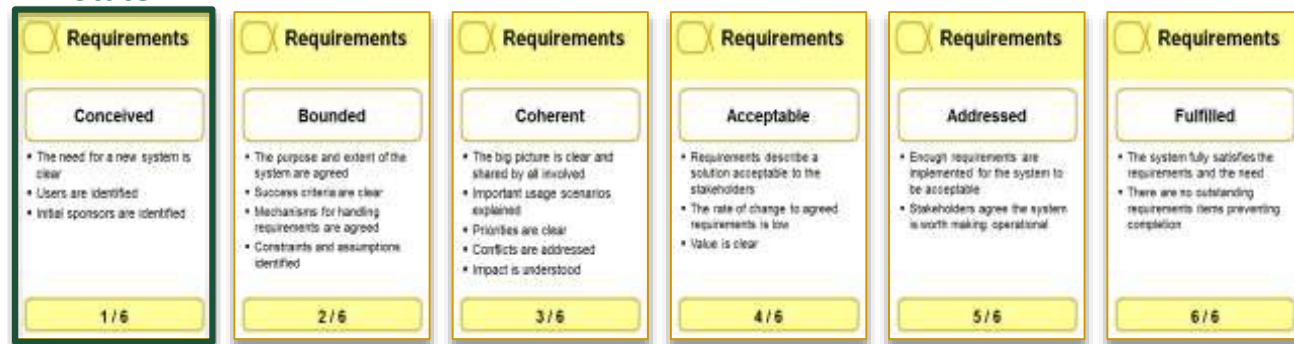 Requirements
Conceived
• The need for a new system is
clear
• Users are identified
• Initial sponsors are identified
1 / 6
Requirements
Bounded
• The purpose and extent of the
system are agreed
• Success criteria are clear
• Mechanisms for handling
requirements are agreed
• Constraints and assumptions
identified
2 / 6
Requirements
Coherent
• The big picture is clear and
shared by all involved
• Important usage scenarios
explained
• Priorities are clear
• Conflicts are addressed
• Impact is understood
3 / 6
Requirements
Acceptable
• Requirements describe a
solution acceptable to the
stakeholders
• The rate of change to agreed
requirements is low
• Value is clear
4 / 6
Requirements
Addressed
• Enough requirements are
implemented for the system to
be acceptable
• Stakeholders agree the system
is worth making operational
5 / 6
Requirements
Fulfilled
• The system fully satisfies the
requirements and the need
• There are no outstanding
requirements items preventing
completion
6 / 6